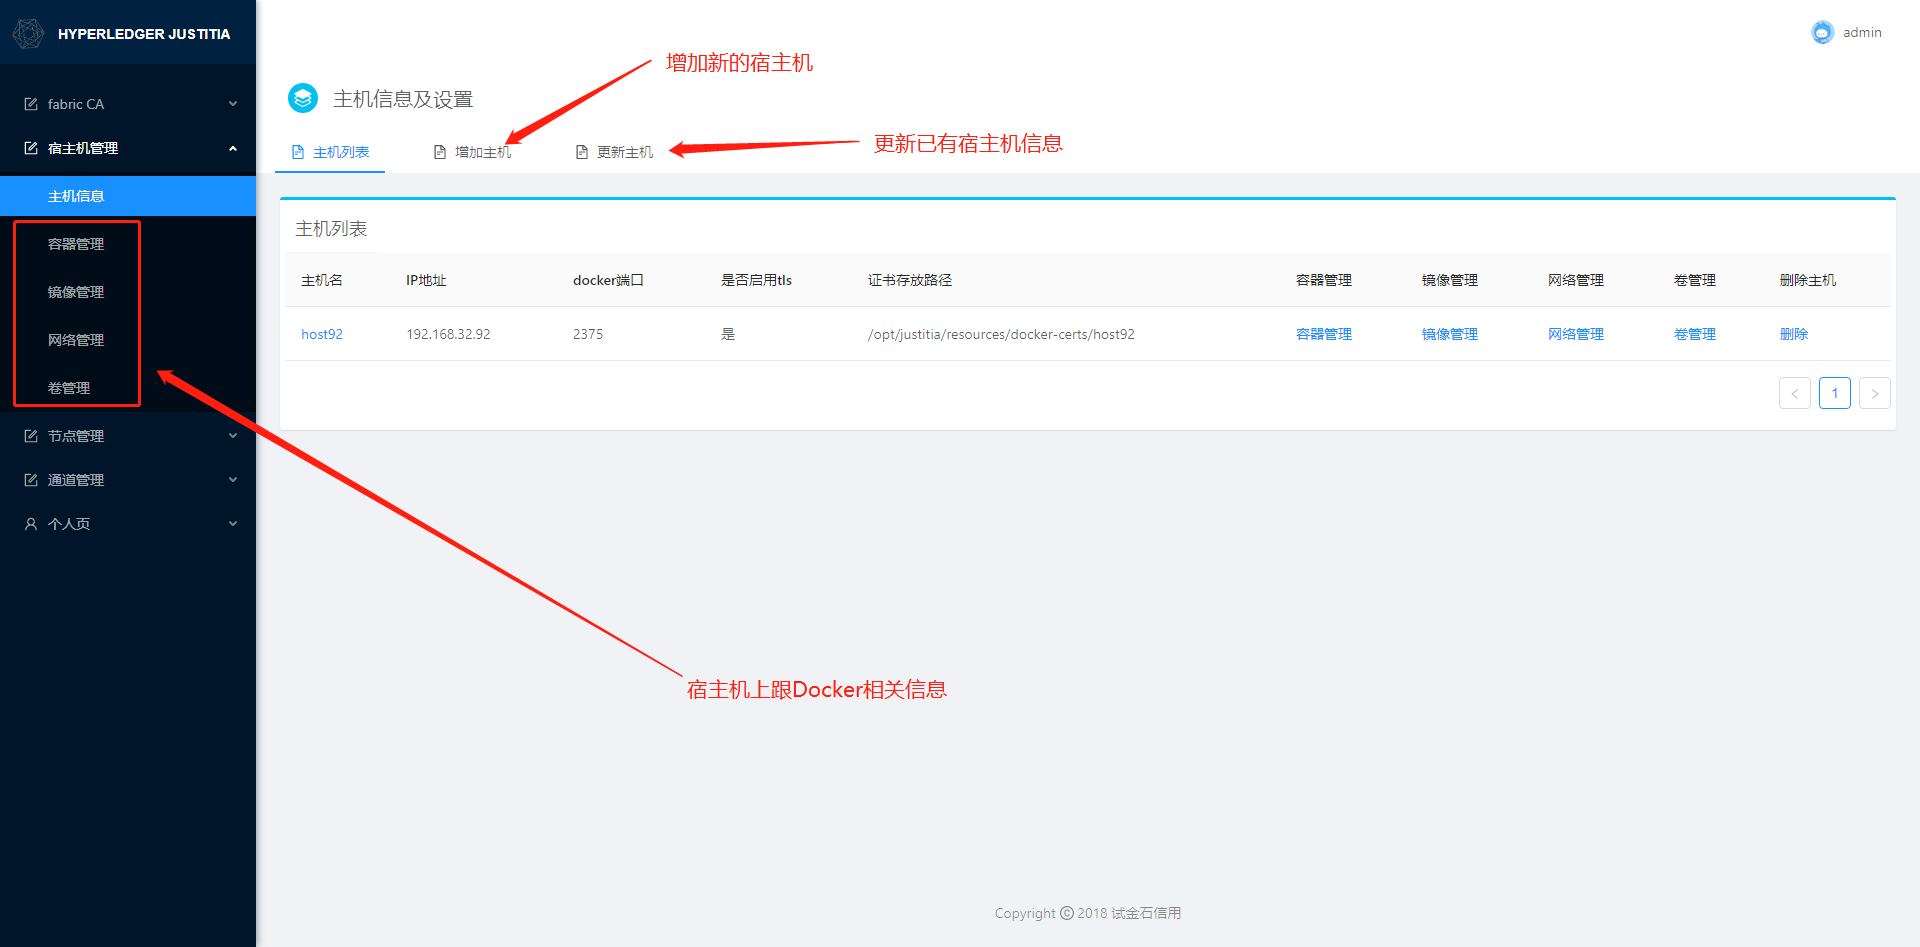 HYPERLEDGER JUSTITIA
admin
fabric CA
宿主机管理
主机信息
容器管理
镜像管理
网络管理
卷管理
节点管理
通道管理
个人页
增加新的宿主机
主机信息及设置
主机列表 增加主机 更新主机
更新已有宿主机信息
主机列表
主机名 IP地址 docker端口 是否启用tls 证书存放路径 容器管理 镜像管理 网络管理 卷管理 删除主机
host92 192.168.32.92 2375 是 /opt/justitia/resources/docker-certs/host92 容器管理 镜像管理 网络管理 卷管理 删除
< 1 >
宿主机上跟Docker相关信息
Copyright © 2018 试金石信用